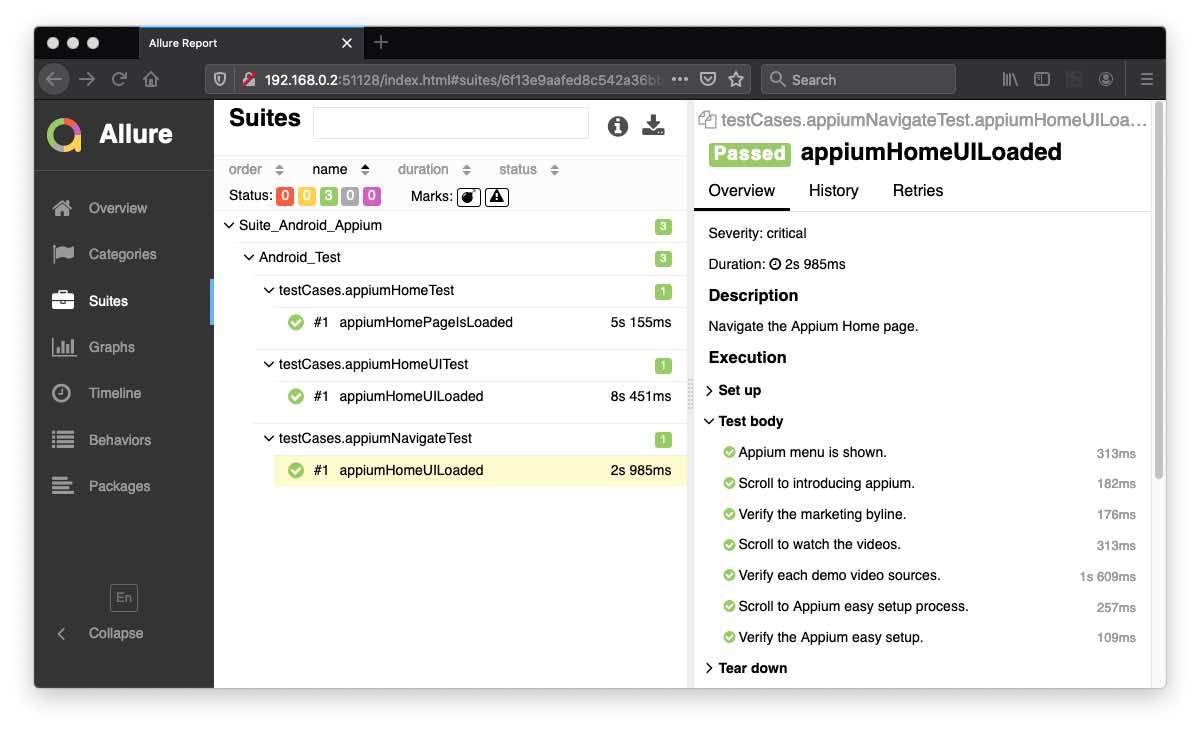 Allure Report
192.168.0.2:51128/index.html#suites/6f13e9aafed8c542a36b
Search
Allure
Overview
Categories
Suites
Graphs
Timeline
Behaviors
Packages
En
Collapse
Suites
order name duration status
Status: 0 0 3 0 0 Marks:
Suite_Android_Appium 3
Android_Test 3
testCases.appiumHomeTest 1
#1 appiumHomePageIsLoaded 5s 155ms
testCases.appiumHomeUITest 1
#1 appiumHomeUILoaded 8s 451ms
testCases.appiumNavigateTest 1
#1 appiumHomeUILoaded 2s 985ms
testCases.appiumNavigateTest.appiumHomeUILoa...
Passed appiumHomeUILoaded
Overview History Retries
Severity: critical
Duration: 2s 985ms
Description
Navigate the Appium Home page.
Execution
Set up
Test body
Appium menu is shown. 313ms
Scroll to introducing appium. 182ms
Verify the marketing byline. 176ms
Scroll to watch the videos. 313ms
Verify each demo video sources. 1s 609ms
Scroll to Appium easy setup process. 257ms
Verify the Appium easy setup. 109ms
Tear down